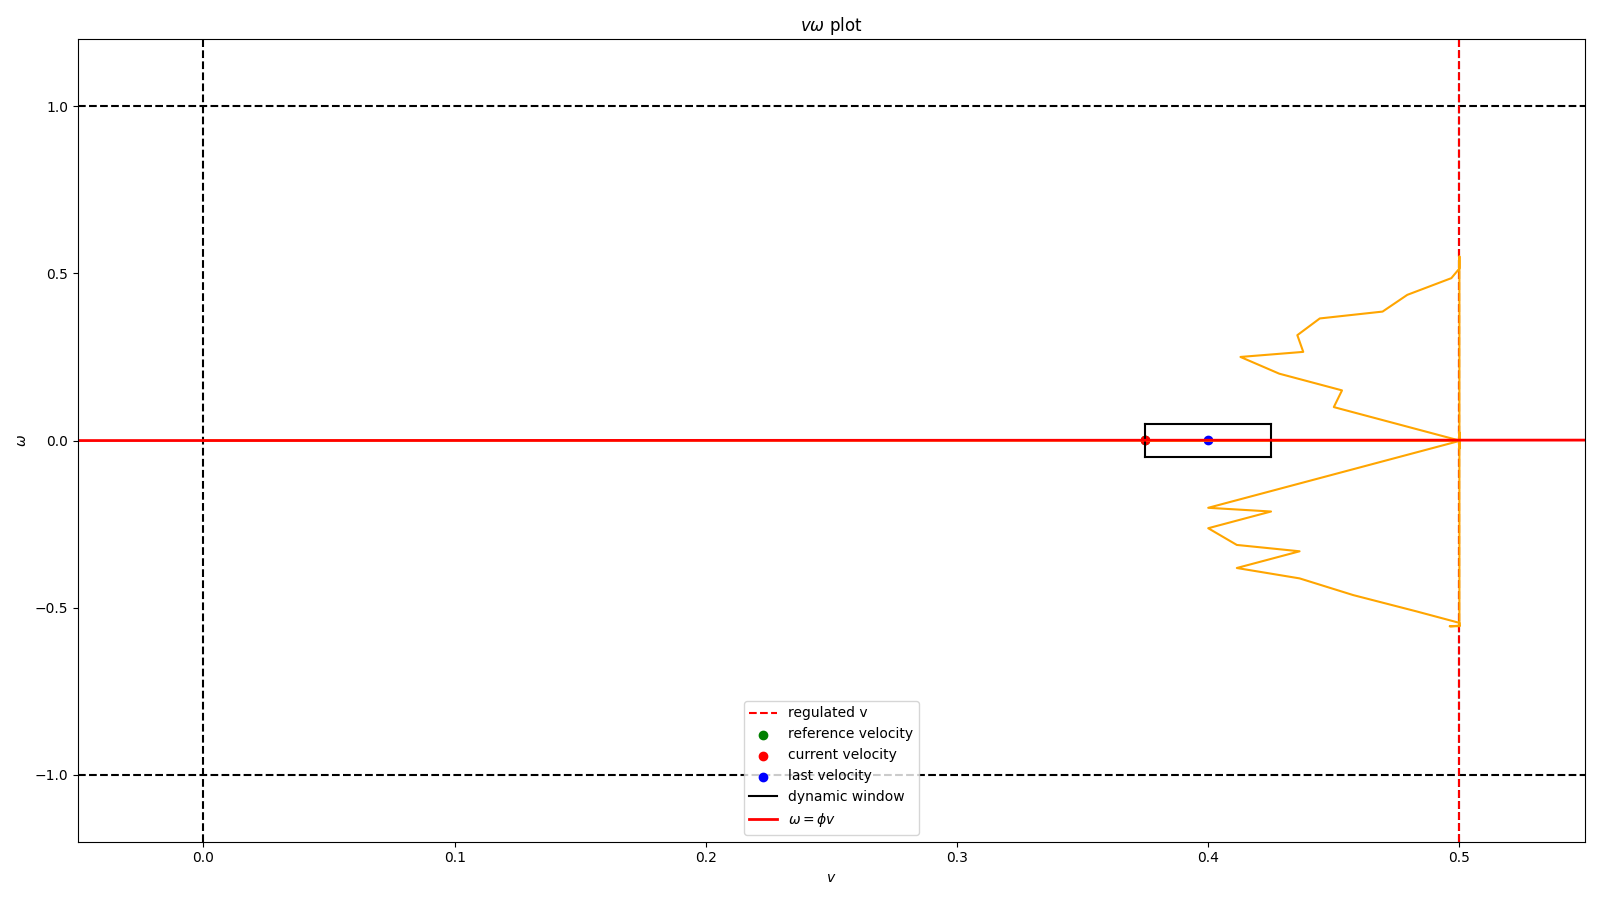 vω plot
1.0
0.5
0.0
−0.5
−1.0
ω
0.0 0.1 0.2 0.3 0.4 0.5
v
regulated v
reference velocity
current velocity
last velocity
dynamic window
ω = ϕv